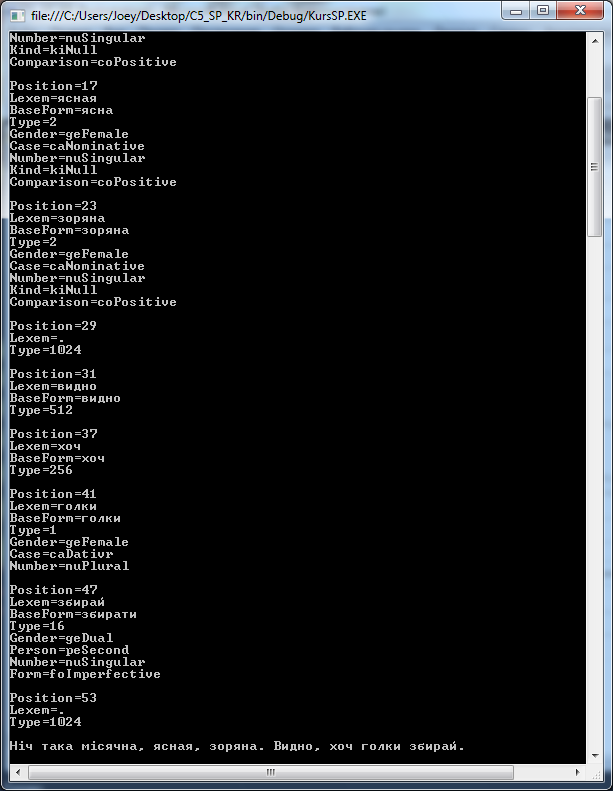 file:///C:/Users/Joey/Desktop/C5_SP_KR/bin/Debug/KursSP.EXE
Number=nuSingular
Kind=kiNull
Comparison=coPositive
Position=17
Lexem=ясная
BaseForm=ясна
Type=2
Gender=geFemale
Case=caNominative
Number=nuSingular
Kind=kiNull
Comparison=coPositive
Position=23
Lexem=зоряна
BaseForm=зоряна
Type=2
Gender=geFemale
Case=caNominative
Number=nuSingular
Kind=kiNull
Comparison=coPositive
Position=29
Lexem=.
Type=1024
Position=31
Lexem=видно
BaseForm=видно
Type=512
Position=37
Lexem=хоч
BaseForm=хоч
Type=256
Position=41
Lexem=голки
BaseForm=голки
Type=1
Gender=geFemale
Case=caDativr
Number=nuPlural
Position=47
Lexem=збирай
BaseForm=збирати
Type=16
Gender=geDual
Person=peSecond
Number=nuSingular
Form=foImperfective
Position=53
Lexem=.
Type=1024
Ніч така місячна, ясная, зоряна. Видно, хоч голки збирай.